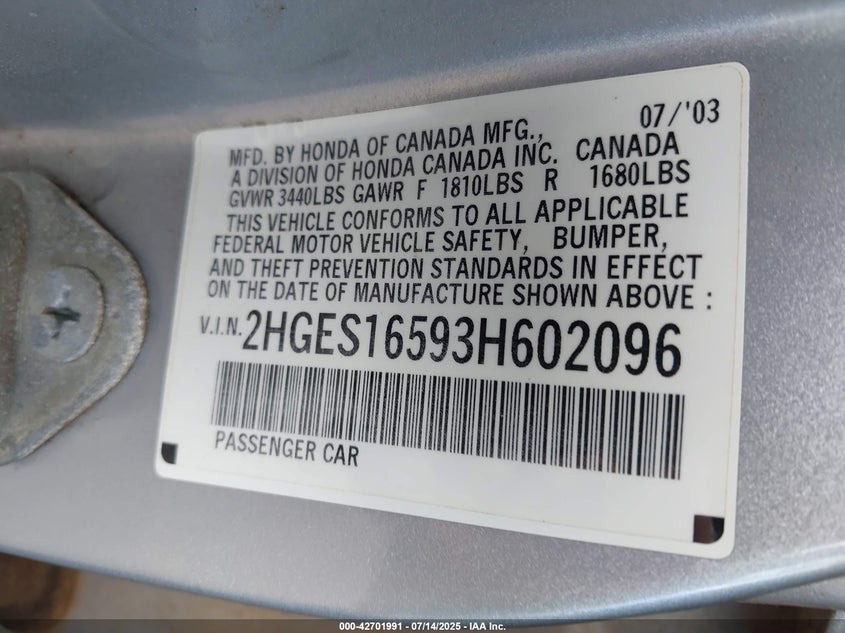 07/'03
MFD. BY HONDA OF CANADA MFG.,
A DIVISION OF HONDA CANADA INC. CANADA
GVWR 3440LBS GAWR F 1810LBS R 1680LBS
THIS VEHICLE CONFORMS TO ALL APPLICABLE
FEDERAL MOTOR VEHICLE SAFETY, BUMPER,
AND THEFT PREVENTION STANDARDS IN EFFECT
ON THE DATE OF MANUFACTURE SHOWN ABOVE :
V.I.N. 2HGES16593H602096
PASSENGER CAR
000-42701991 - 07/14/2025 - IAA Inc.